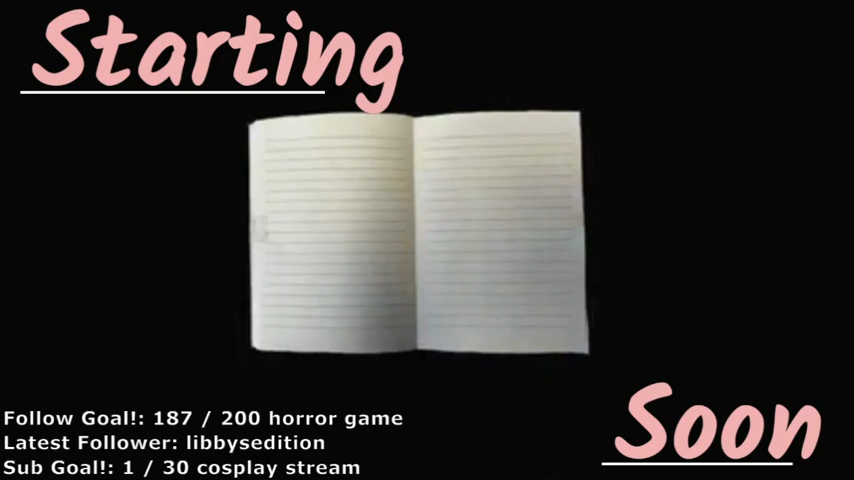 Starting
Follow Goal!: 187 / 200 horror game
Latest Follower: libbysedition
Sub Goal!: 1 / 30 cosplay stream
Soon